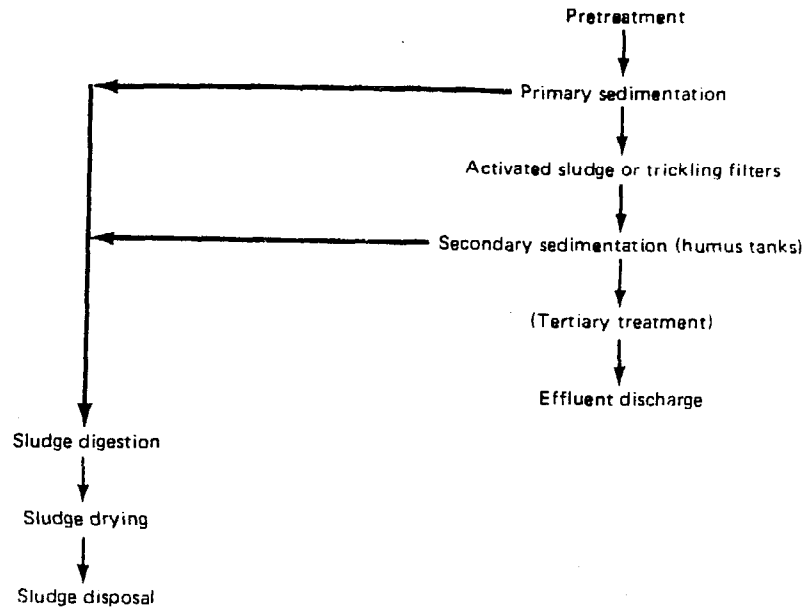 Pretreatment
Primary sedimentation
Activated sludge or trickling filters
Secondary sedimentation (humus tanks)
(Tertiary treatment)
Effluent discharge
Sludge digestion
Sludge drying
Sludge disposal